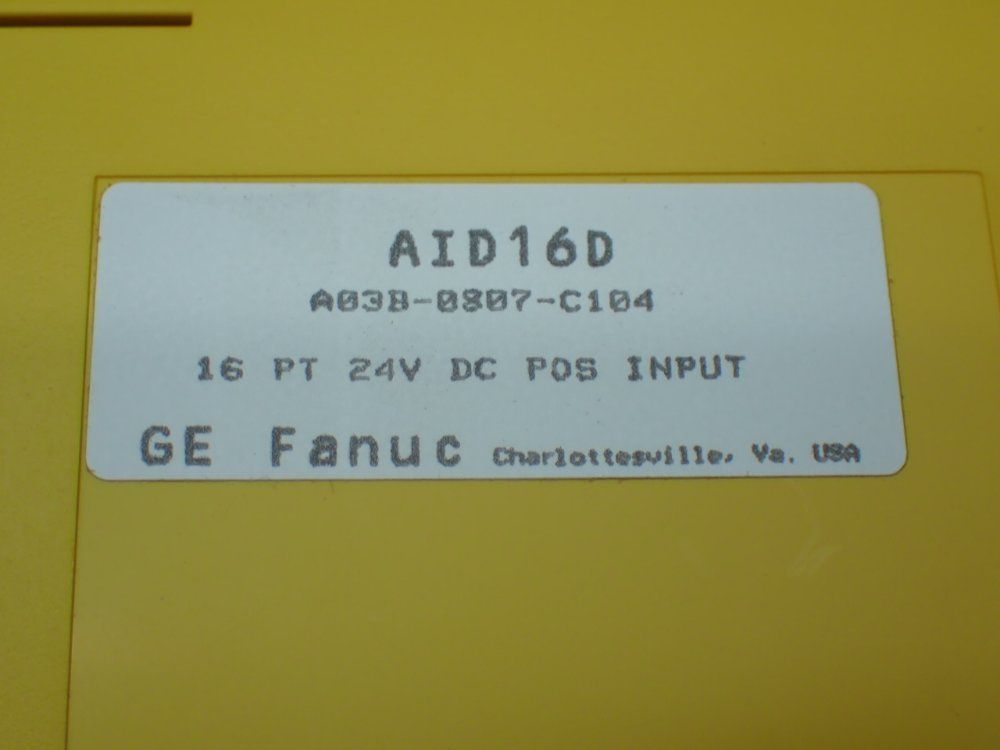 AID16D
A03B-0807-C104
16 PT 24V DC POS INPUT
GE Fanuc Charlottesville, Va. USA